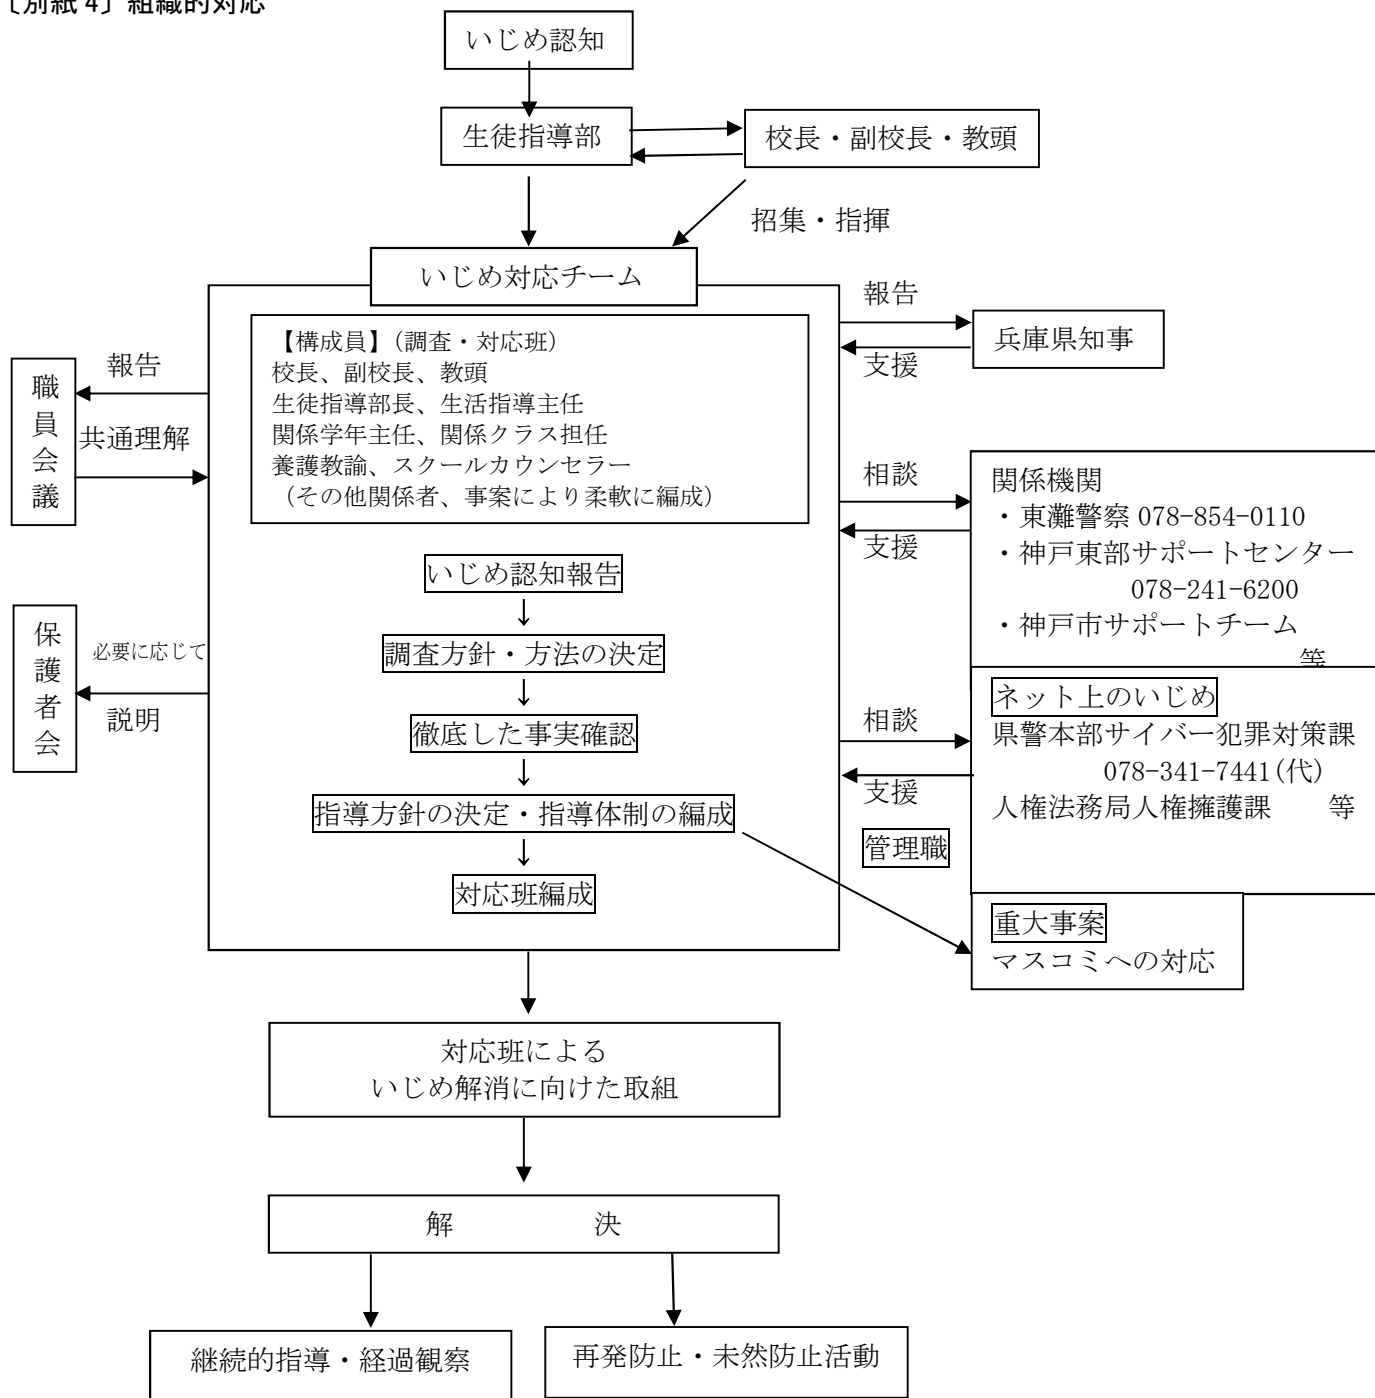 〔別紙 4〕組織的対応
いじめ認知
生徒指導部
校長・副校長・教頭
招集・指揮
いじめ対応チーム
【構成員】(調査・対応班)
校長、副校長、教頭
生徒指導部長、生活指導主任
関係学年主任、関係クラス担任
養護教諭、スクールカウンセラー
（その他関係者、事案により柔軟に編成）
報告
支援
兵庫県知事
職員会議
報告
共通理解
相談
支援
関係機関
・東灘警察 078-854-0110
・神戸東部サポートセンター
078-241-6200
・神戸市サポートチーム
等
いじめ認知報告
↓
調査方針・方法の決定
↓
徹底した事実確認
↓
指導方針の決定・指導体制の編成
↓
対応班編成
保護者会
必要に応じて
説明
相談
支援
ネット上のいじめ
県警本部サイバー犯罪対策課
078-341-7441(代)
人権法務局人権擁護課　　等
管理職
重大事案
マスコミへの対応
対応班による
いじめ解消に向けた取組
解　　　　　決
継続的指導・経過観察
再発防止・未然防止活動